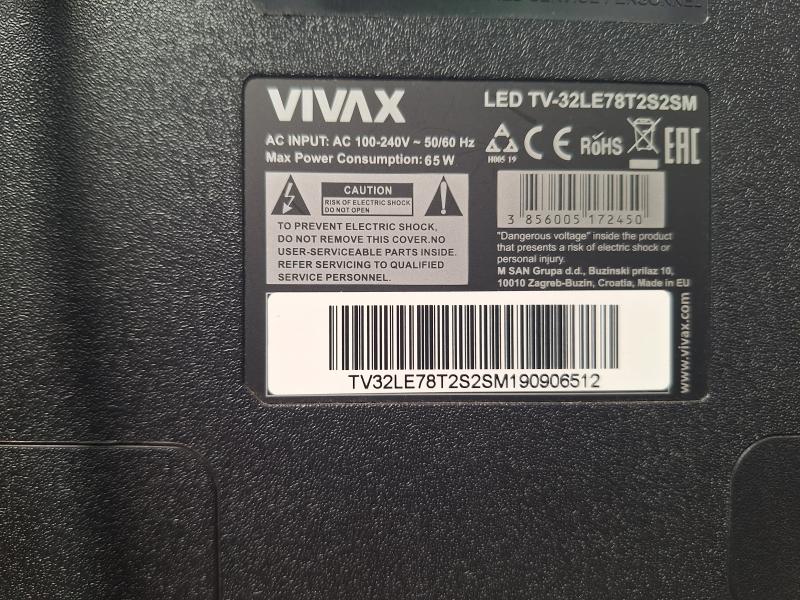 VIVAX
LED TV-32LE78T2S2SM
AC INPUT: AC 100-240V ~ 50/60 Hz
Max Power Consumption: 65 W
H005 19
CE
RoHS
EAC
CAUTION
RISK OF ELECTRIC SHOCK
DO NOT OPEN
TO PREVENT ELECTRIC SHOCK,
DO NOT REMOVE THIS COVER.NO
USER-SERVICEABLE PARTS INSIDE.
REFER SERVICING TO QUALIFIED
SERVICE PERSONNEL.
3 856005 172450
"Dangerous voltage" inside the product
that presents a risk of electric shock or
personal injury.
M SAN Grupa d.d., Buzinski prilaz 10,
10010 Zagreb-Buzin, Croatia, Made in EU
www.vivax.com
TV32LE78T2S2SM190906512